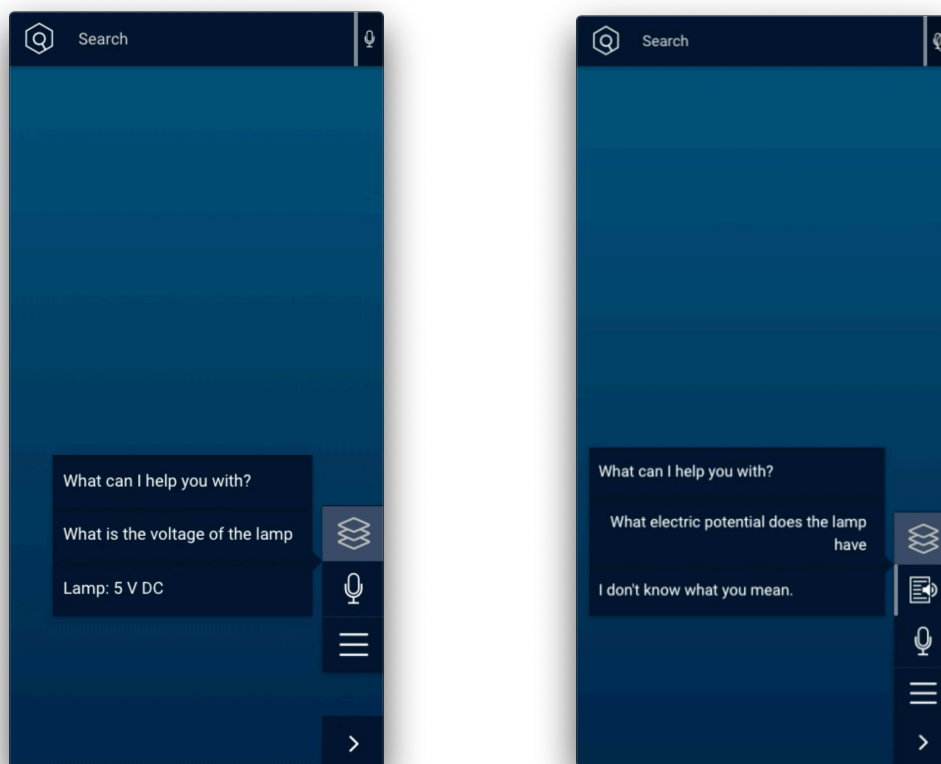 Search
What can I help you with?
What is the voltage of the lamp
Lamp: 5 V DC
Search
What can I help you with?
What electric potential does the lamp
have
I don't know what you mean.